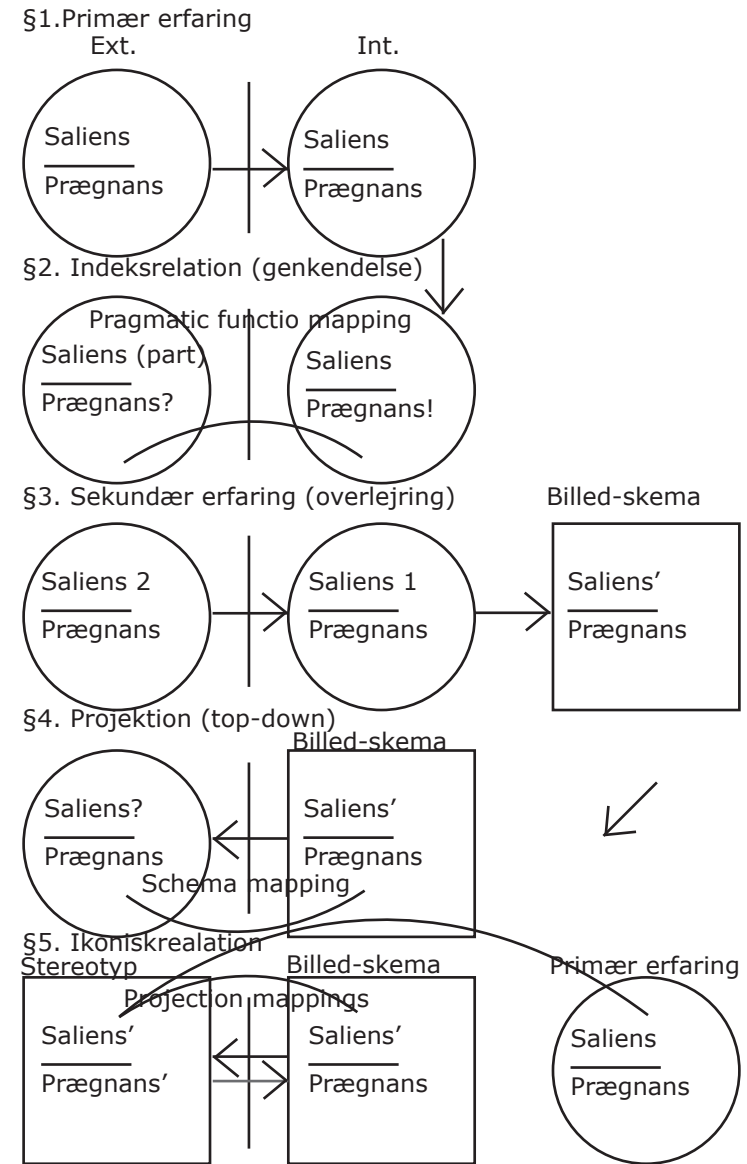 §1.Primær erfaring
Ext. Int.
Saliens Saliens
Prægnans Prægnans
§2. Indeksrelation (genkendelse)
Pragmatic functio mapping
Saliens (part) Saliens
Prægnans? Prægnans!
§3. Sekundær erfaring (overlejring) Billed-skema
Saliens 2 Saliens 1 Saliens’
Prægnans Prægnans Prægnans
§4. Projektion (top-down)
Billed-skema
Saliens? Saliens’
Prægnans Prægnans
Schema mapping
§5. Ikoniskrealation
Stereotyp Billed-skema Primær erfaring
Projection mappings
Saliens’ Saliens’ Saliens
Prægnans’ Prægnans Prægnans